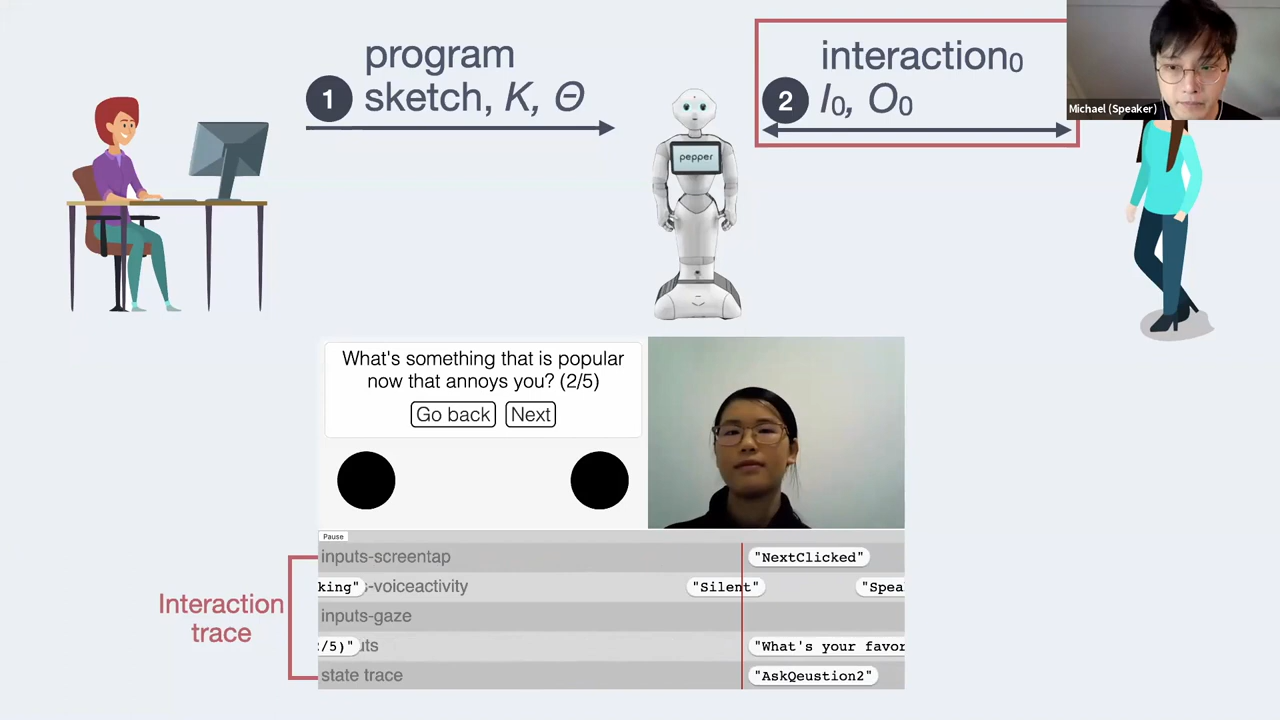 program
1 sketch, K, Θ
interaction₀
2 I₀, O₀
Michael (Speaker)
pepper
What's something that is popular
now that annoys you? (2/5)
Go back Next
Pause
inputs-screentap "NextClicked"
king" s-voiceactivity "Silent" "Spea
inputs-gaze
2/5)" uts "What's your favor
state trace "AskQeustion2"
Interaction
trace